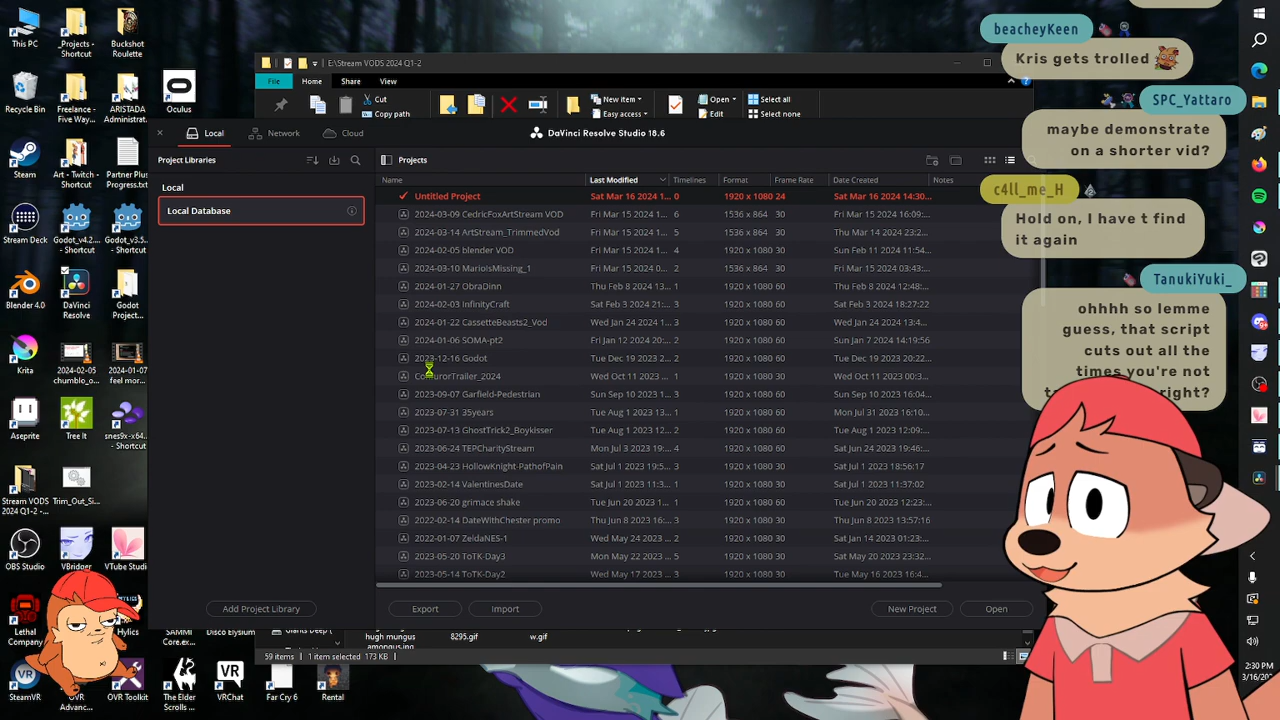 This PC
_Projects -
Shortcut
Buckshot
Roulette
Recycle Bin
Freelance -
Five Way...
ARISTADA
Importan...
Oculus
Steam
Art - Twitch
- Shortcut
Partner Plus
Progress.txt
Stream Deck
Godot_v4.2...
Godot_v3.5...
Blender 4.0
DaVinci
Resolve
Godot
Project...
Krita
2024-02-05
chumblo_o...
2024-01-07
feel mor...
Aseprite
Tree It
snes9x-x64...
- Shortcut
Stream VODS
2024 Q1-2 -...
Trim_Out_Si...
OBS Studio
VBridger
VTube Studio
Lethal
Company
SAMMI
Core.ex...
Disco Elysium
Hylics
SteamVR
OVR
Advanc...
OVR Toolkit
The Elder
Scrolls ...
VRChat
Far Cry 6
Rental
E:\Stream VODS 2024 Q1-2
File
Home
Share
View
Cut
Copy path
New item
Easy access
Open
Edit
Select all
Select none
Local
Network
Cloud
DaVinci Resolve Studio 18.6
Project Libraries
Projects
Local
Local Database
Name
Last Modified
Timelines
Format
Frame Rate
Date Created
Notes
Untitled Project Sat Mar 16 2024 1... 0 1920 x 1080 24 Sat Mar 16 2024 14:30...
2024-03-09 CedricFoxArtStream VOD Fri Mar 15 2024 1... 6 1536 x 864 30 Fri Mar 15 2024 16:09:...
2024-03-14 ArtStream_TrimmedVod Fri Mar 15 2024 1... 5 1536 x 864 30 Thu Mar 14 2024 23:2...
2024-02-05 blender VOD Fri Mar 15 2024 1... 4 1920 x 1080 60 Sun Feb 11 2024 11:54...
2024-03-10 MarioIsMissing_1 Fri Mar 15 2024 0... 2 1536 x 864 30 Fri Mar 15 2024 03:43:...
2024-01-27 ObraDinn Thu Feb 8 2024 13... 1 1920 x 1080 60 Thu Feb 8 2024 12:48:...
2024-02-03 InfinityCraft Sat Feb 3 2024 21:... 3 1920 x 1080 60 Sat Feb 3 2024 18:27:22
2024-01-22 CassetteBeasts2_Vod Wed Jan 24 2024 1... 3 1920 x 1080 60 Wed Jan 24 2024 13:4...
2024-01-06 SOMA-pt2 Fri Jan 12 2024 20:... 2 1920 x 1080 60 Sun Jan 7 2024 14:19:56
2023-12-16 Godot Tue Dec 19 2023 2... 2 1920 x 1080 60 Tue Dec 19 2023 20:22...
2024 Wed Oct 11 2023 ... 1 1920 x 1080 30 Wed Oct 11 2023 00:3...
2023-09-07 Garfield-Pedestrian Sun Sep 10 2023 1... 3 1920 x 1080 60 Sun Sep 10 2023 16:04...
2023-07-31 35years Tue Aug 1 2023 13... 1 1920 x 1080 60 Mon Jul 31 2023 16:10...
2023-07-13 GhostTrick2_Boykisser Tue Aug 1 2023 12... 2 1920 x 1080 60 Tue Aug 1 2023 12:09:...
2023-06-24 TEPCharityStream Mon Jul 3 2023 16... 4 1920 x 1080 60 Sat Jun 24 2023 19:46...
2023-04-23 HollowKnight-PathofPain Sat Jul 1 2023 19:5... 1 1920 x 1080 30 Sat Jul 1 2023 18:56:17
2023-02-14 ValentinesDate Sat Jul 1 2023 11:3... 1 1920 x 1080 60 Sat Jul 1 2023 11:37:02
2023-06-20 grimace shake Tue Jun 20 2023 1... 1 1920 x 1080 60 Tue Jun 20 2023 12:23:...
2022-02-14 DateWithChester promo Thu Jun 8 2023 16:... 3 1920 x 1080 30 Thu Jun 8 2023 13:57:16
2022-01-07 ZeldaNES-1 Wed May 24 2023 ... 2 1920 x 1080 60 Sat Jan 14 2023 01:23:...
2023-05-20 ToTK-Day3 Mon May 22 2023 ... 5 1920 x 1080 60 Sat May 20 2023 23:32...
2023-05-14 ToTK-Day2 Wed May 17 2023 ... 3 1920 x 1080 60 Tue May 16 2023 16:4...
Add Project Library
Export
Import
New Project
Open
hugh mungus
amongus.jpg
8295.gif
w.gif
59 items
1 item selected 173 KB
beacheyKeen
Kris gets trolled
SPC_Yattaro
maybe demonstrate
on a shorter vid?
c4ll_me_H
Hold on, I have t find
it again
TanukiYuki_
ohhhh so lemme
guess, that script
cuts out all the
times you're not
right?
2:30 PM